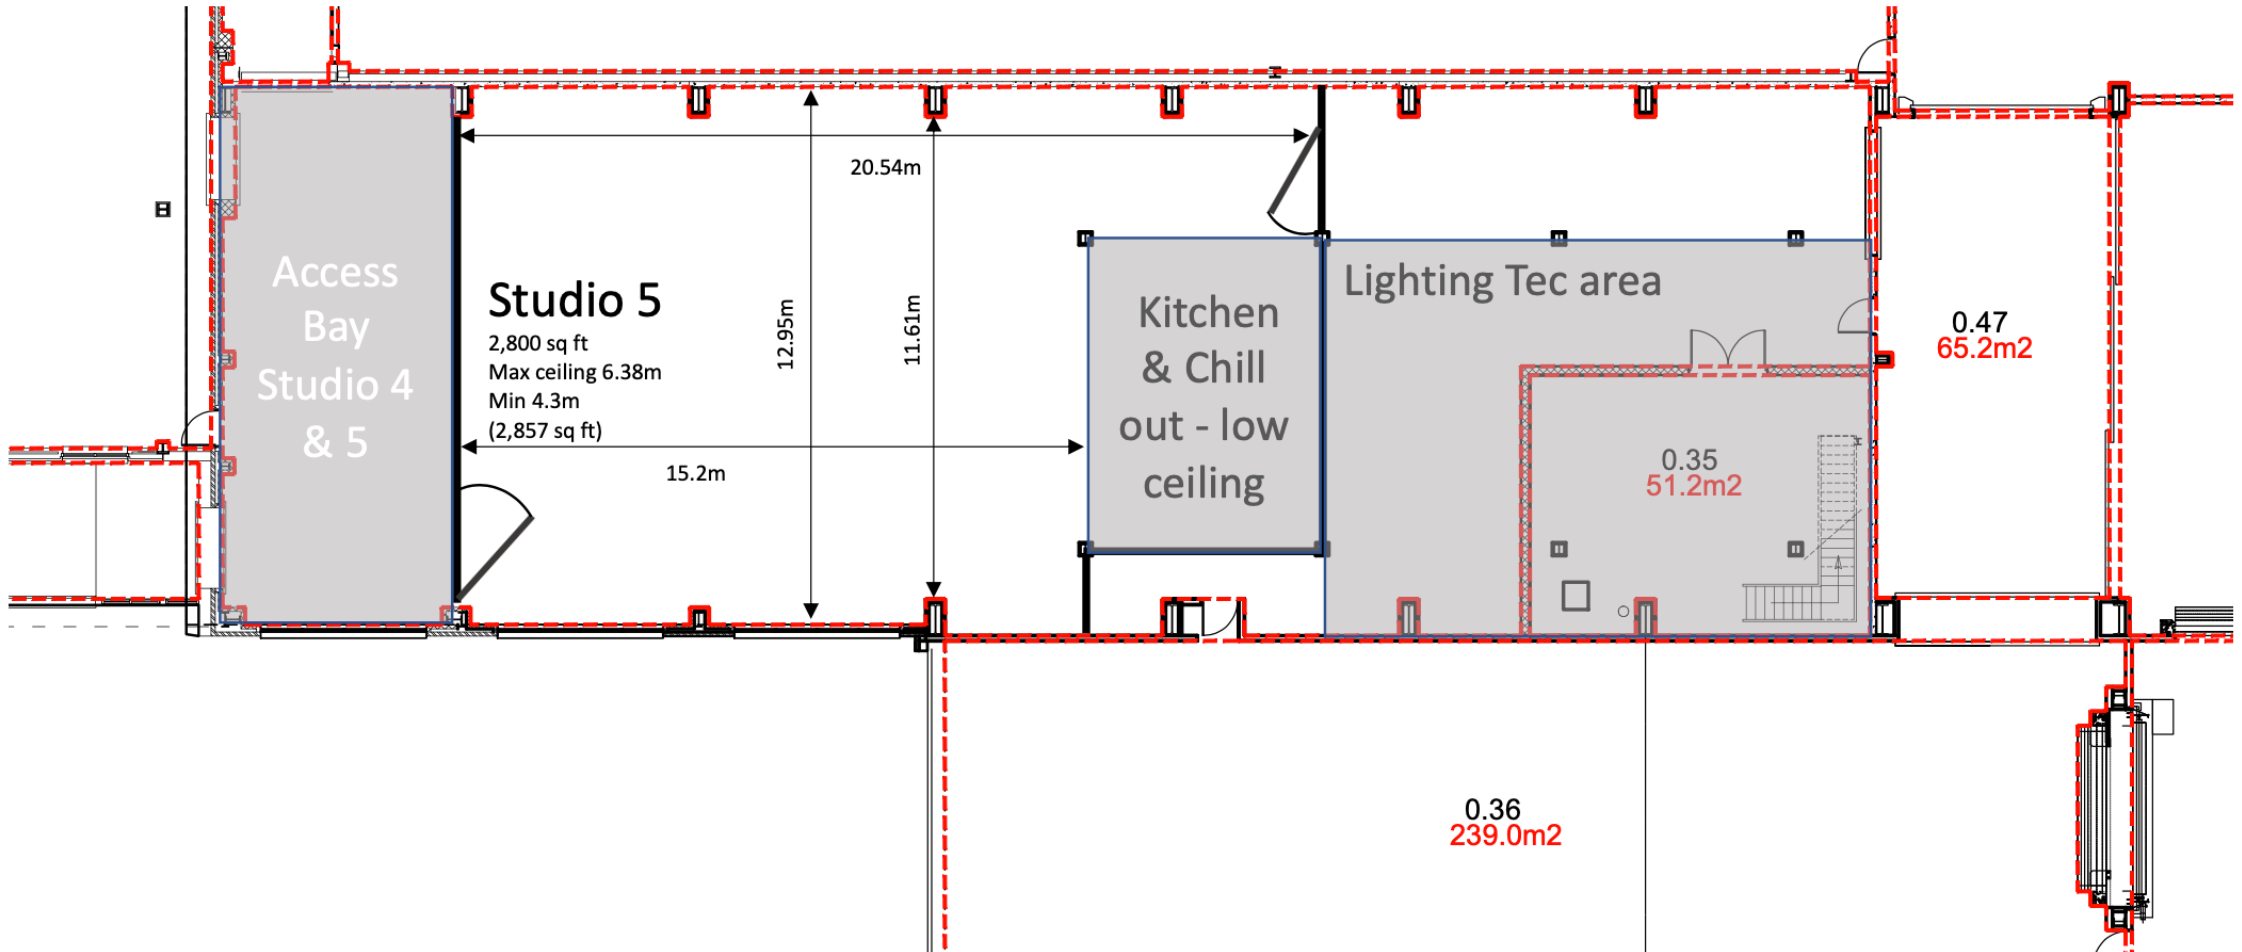 20.54m
Access
Bay
Studio 4
& 5
Studio 5
2,800 sq ft
Max ceiling 6.38m
Min 4.3m
(2,857 sq ft)
12.95m
11.61m
15.2m
Kitchen
& Chill
out - low
ceiling
Lighting Tec area
0.35
51.2m2
0.47
65.2m2
0.36
239.0m2